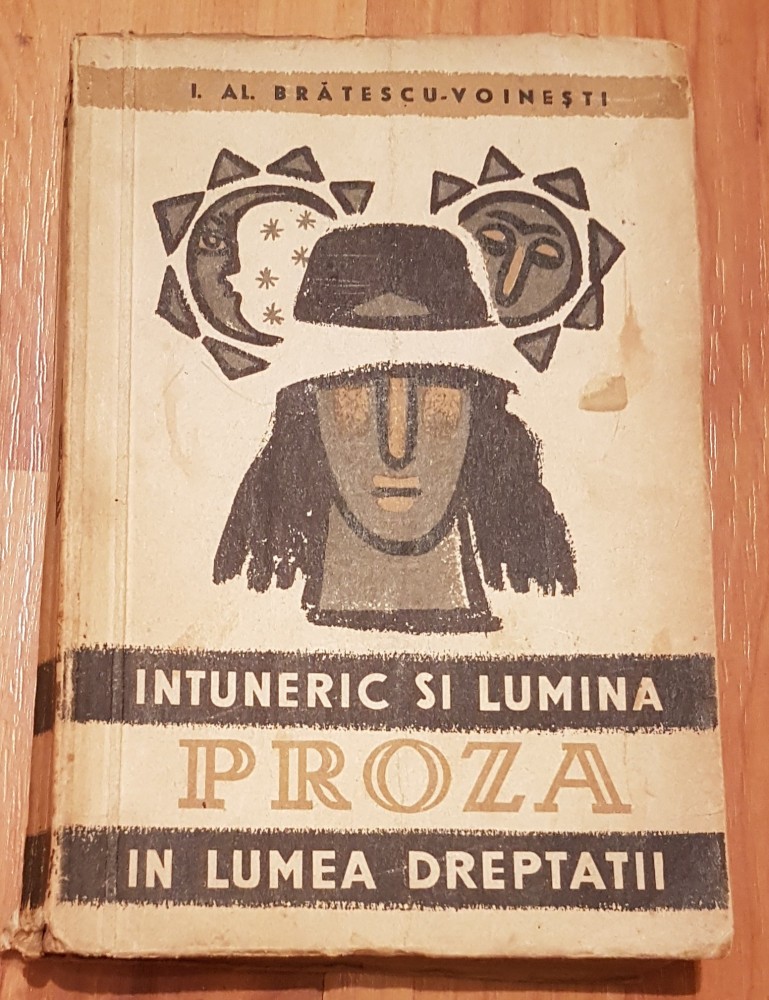 I. AL. BRĂTESCU-VOINEȘTI
INTUNERIC SI LUMINA
PROZA
IN LUMEA DREPTATII